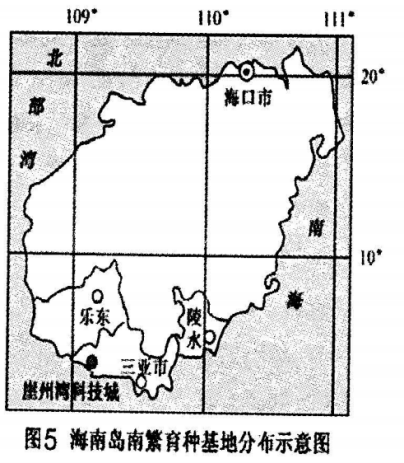 109° 110° 111°
北部湾
20°
海口市
南海
10°
乐东
陵水
三亚市
崖州湾科技城
图5 海南岛南繁育种基地分布示意图